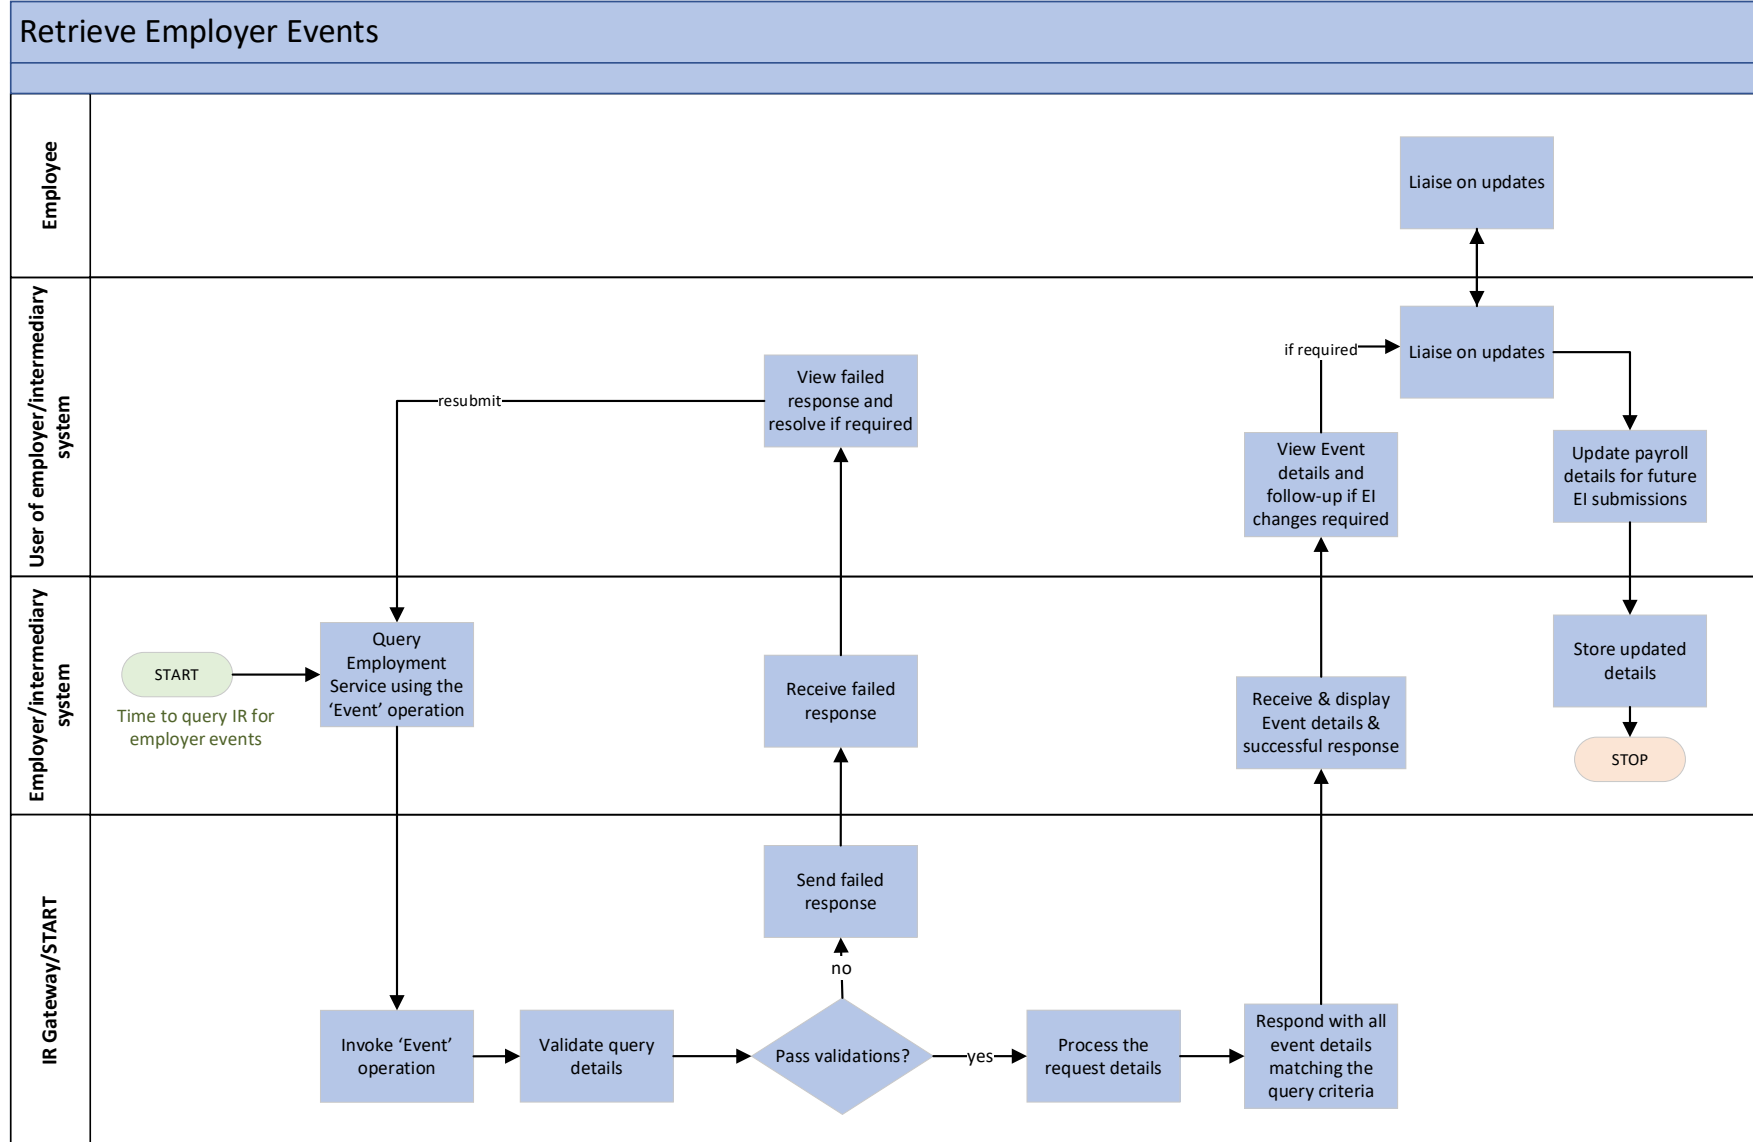 Retrieve Employer Events
Employee
Liaise on updates
User of employer/intermediary
system
View failed
response and
resolve if required
resubmit
if required
Liaise on updates
View Event
details and
follow-up if EI
changes required
Update payroll
details for future
EI submissions
Employer/intermediary
system
START
Time to query IR for
employer events
Query
Employment
Service using the
‘Event’ operation
Receive failed
response
Receive & display
Event details &
successful response
Store updated
details
STOP
IR Gateway/START
Send failed
response
no
Invoke ‘Event’
operation
Validate query
details
Pass validations?
yes
Process the
request details
Respond with all
event details
matching the
query criteria